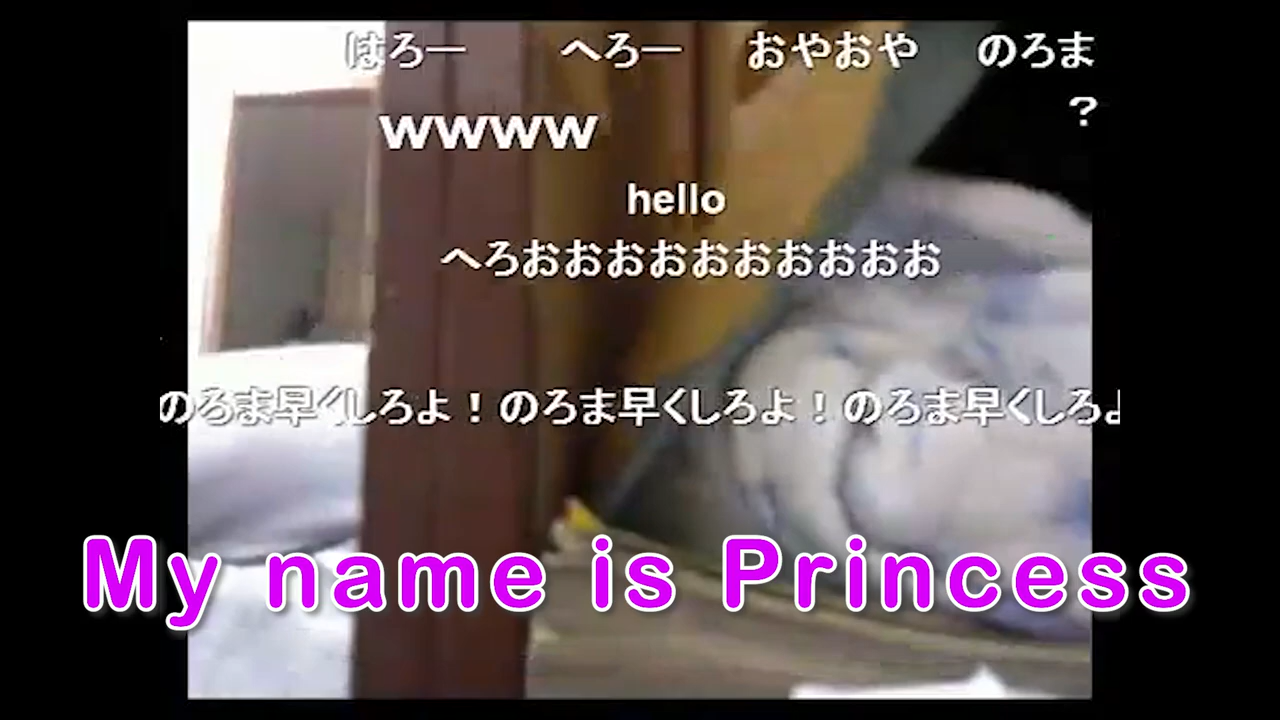 はろー へろー おやおや のろま
?
wwww
hello
へろおおおおおおおおおお
のろま早くしろよ!のろま早くしろよ!のろま早くしろよ
My name is Princess